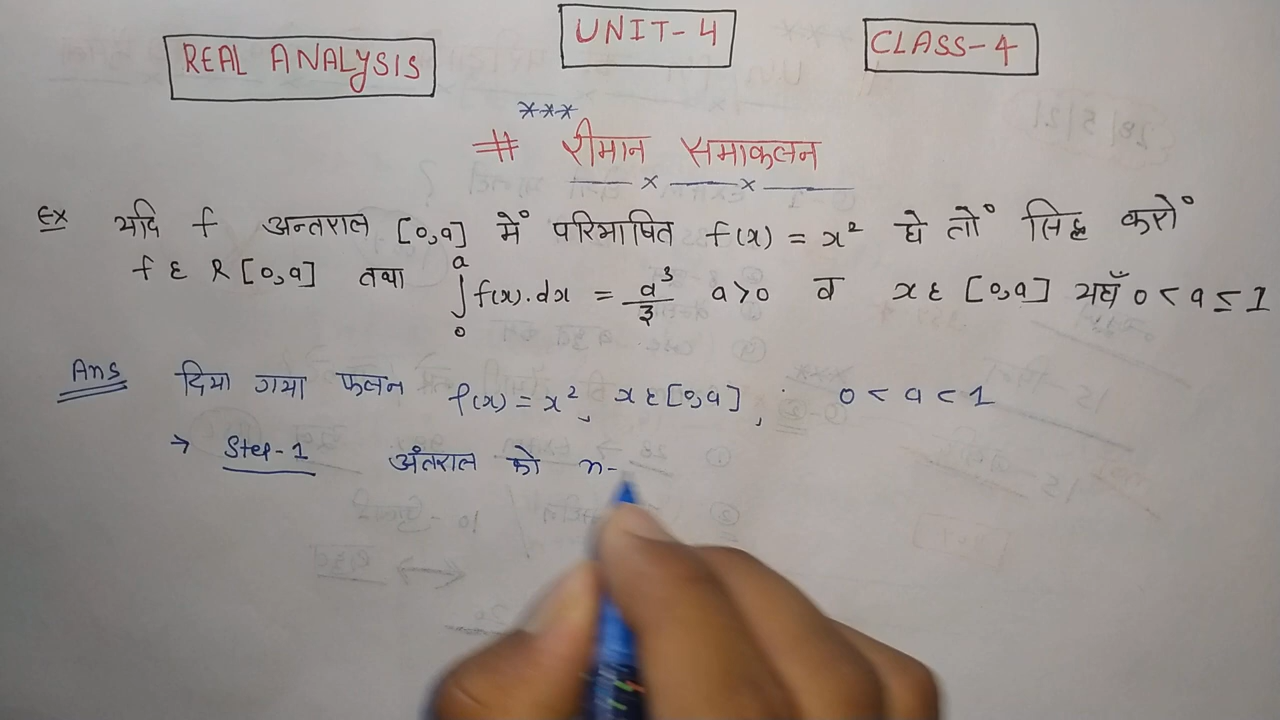 REAL ANALYSIS UNIT-4 CLASS-4
***
# रीमान समाकलन
Ex यदि f अन्तराल [0,a] में परिभाषित f(x) = x² घे तों सिद्ध करों
f ε R[0,a] तथा ∫₀ᵃ f(x).dx = a³/3 a>0 व x ε [0,a] यहाँ 0 < a ≤ 1
Ans दिया गया फलन f(x) = x², x ε [0,a], 0 < a < 1
→ Step-1 अंतराल को n-